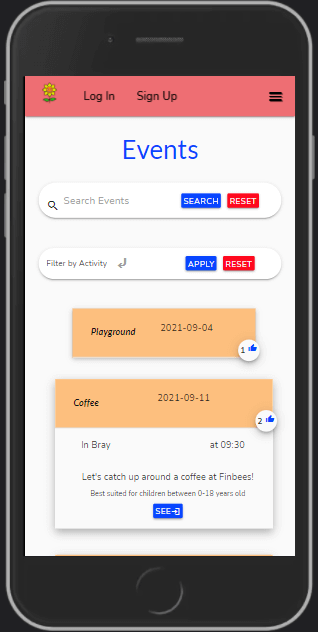 Log In Sign Up
Events
Search Events SEARCH RESET
Filter by Activity APPLY RESET
Playground 2021-09-04
1
Coffee 2021-09-11
2
In Bray at 09:30
Let's catch up around a coffee at Finbees!
Best suited for children between 0-18 years old
SEE